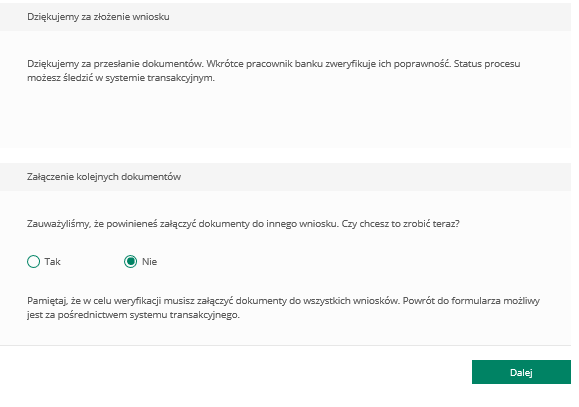 Dziękujemy za złożenie wniosku
Dziękujemy za przesłanie dokumentów. Wkrótce pracownik banku zweryfikuje ich poprawność. Status procesu
możesz śledzić w systemie transakcyjnym.
Załączenie kolejnych dokumentów
Zauważyliśmy, że powinieneś załączyć dokumenty do innego wniosku. Czy chcesz to zrobić teraz?
Tak Nie
Pamiętaj, że w celu weryfikacji musisz załączyć dokumenty do wszystkich wniosków. Powrót do formularza możliwy
jest za pośrednictwem systemu transakcyjnego.
Dalej